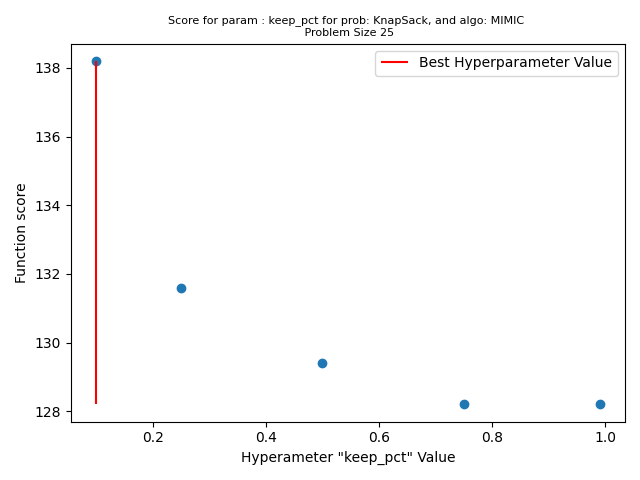 Score for param : keep_pct for prob: KnapSack, and algo: MIMIC
Problem Size 25
Best Hyperparameter Value
138
136
134
132
130
128
Function score
0.2
0.4
0.6
0.8
1.0
Hyperameter "keep_pct" Value